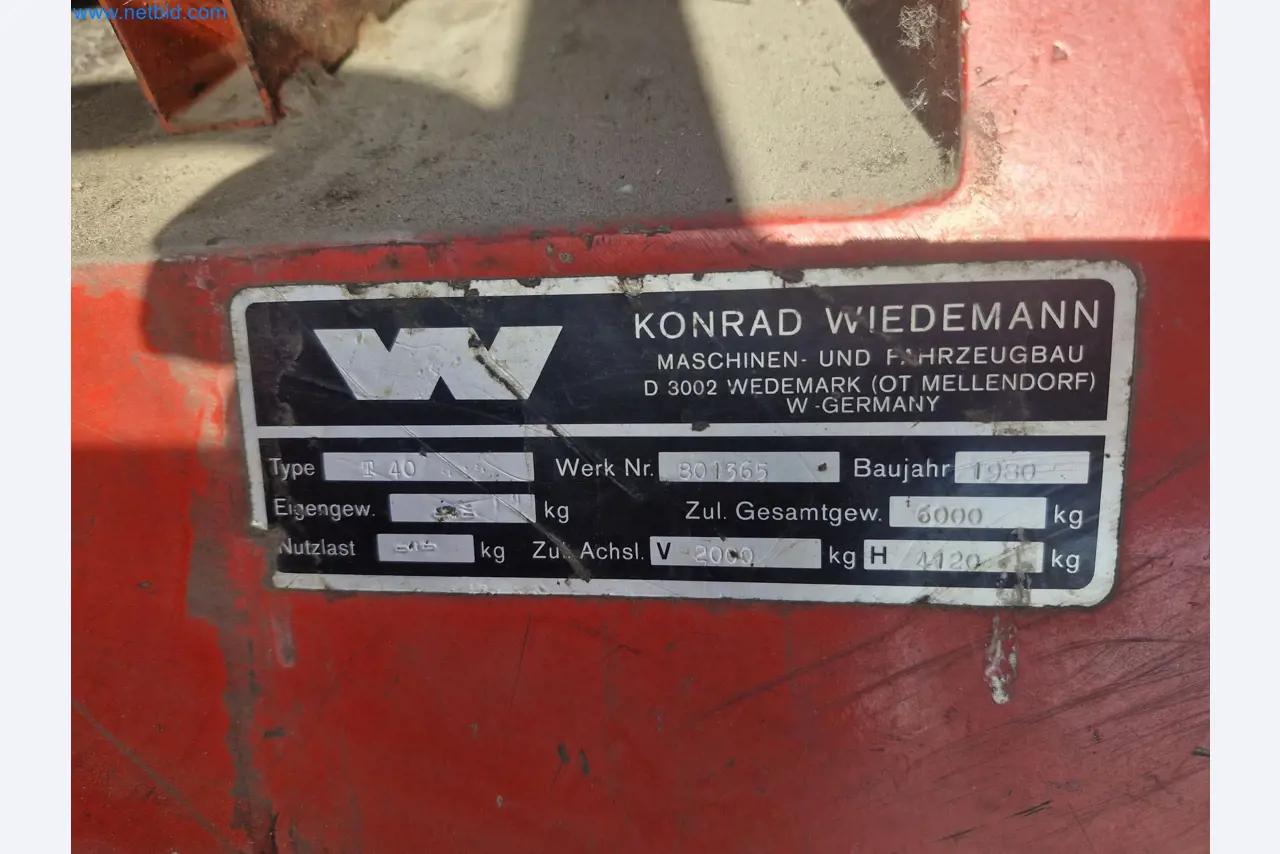 www.netbid.com
KONRAD WIEDEMANN
MASCHINEN- UND FAHRZEUGBAU
D 3002 WEDEMARK (OT MELLENDORF)
W-GERMANY
Type T 40 Werk Nr. 801365 Baujahr 1980
Eigengew. kg Zul. Gesamtgew. 6000 kg
Nutzlast kg Zul. Achsl. V 2000 kg H 4120 kg